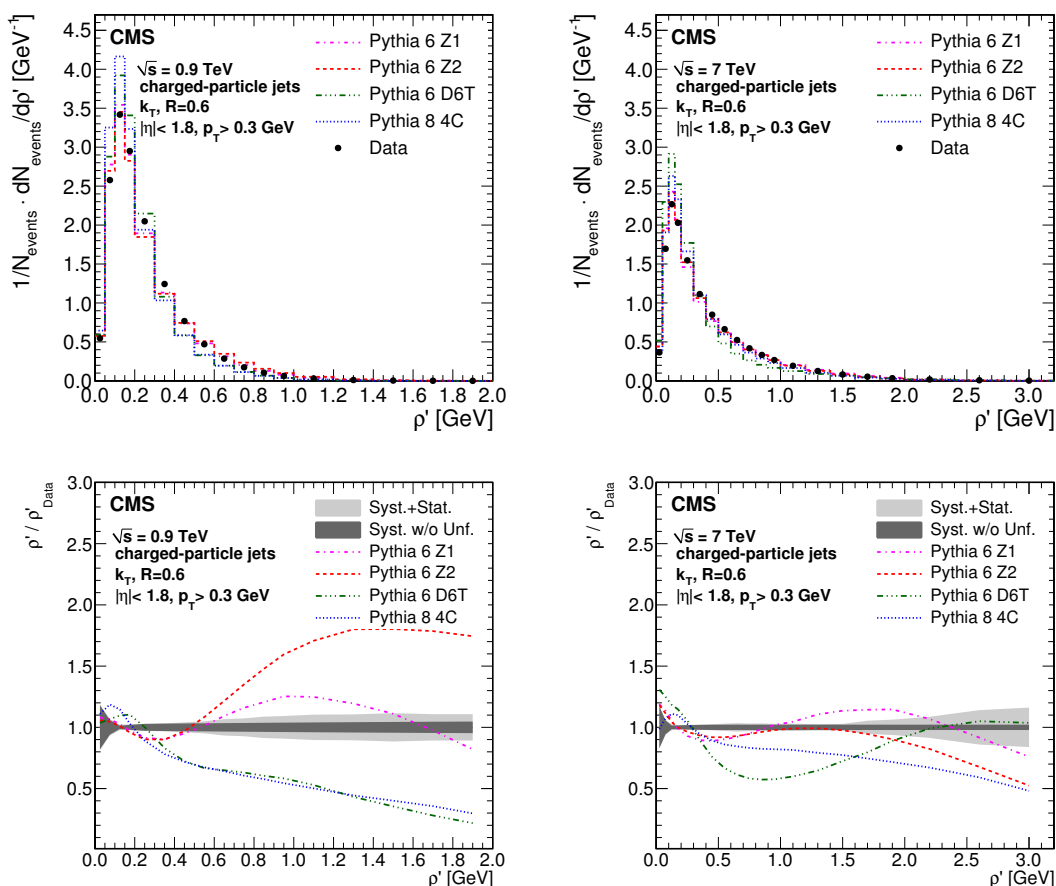 1/N_events · dN_events/dρ' [GeV⁻¹]
4.5
4.0
3.5
3.0
2.5
2.0
1.5
1.0
0.5
0.0
CMS
√s = 0.9 TeV
charged-particle jets
k_T, R=0.6
|η|< 1.8, p_T> 0.3 GeV
Pythia 6 Z1
Pythia 6 Z2
Pythia 6 D6T
Pythia 8 4C
Data
0.0 0.2 0.4 0.6 0.8 1.0 1.2 1.4 1.6 1.8 2.0
ρ' [GeV]
1/N_events · dN_events/dρ' [GeV⁻¹]
4.5
4.0
3.5
3.0
2.5
2.0
1.5
1.0
0.5
0.0
CMS
√s = 7 TeV
charged-particle jets
k_T, R=0.6
|η|< 1.8, p_T> 0.3 GeV
Pythia 6 Z1
Pythia 6 Z2
Pythia 6 D6T
Pythia 8 4C
Data
0.0 0.5 1.0 1.5 2.0 2.5 3.0
ρ' [GeV]
ρ' / ρ'_Data
3.0
2.5
2.0
1.5
1.0
0.5
CMS
√s = 0.9 TeV
charged-particle jets
k_T, R=0.6
|η|< 1.8, p_T> 0.3 GeV
Syst.+Stat.
Syst. w/o Unf.
Pythia 6 Z1
Pythia 6 Z2
Pythia 6 D6T
Pythia 8 4C
0.0 0.2 0.4 0.6 0.8 1.0 1.2 1.4 1.6 1.8 2.0
ρ' [GeV]
ρ' / ρ'_Data
3.0
2.5
2.0
1.5
1.0
0.5
CMS
√s = 7 TeV
charged-particle jets
k_T, R=0.6
|η|< 1.8, p_T> 0.3 GeV
Syst.+Stat.
Syst. w/o Unf.
Pythia 6 Z1
Pythia 6 Z2
Pythia 6 D6T
Pythia 8 4C
0.0 0.5 1.0 1.5 2.0 2.5 3.0
ρ' [GeV]